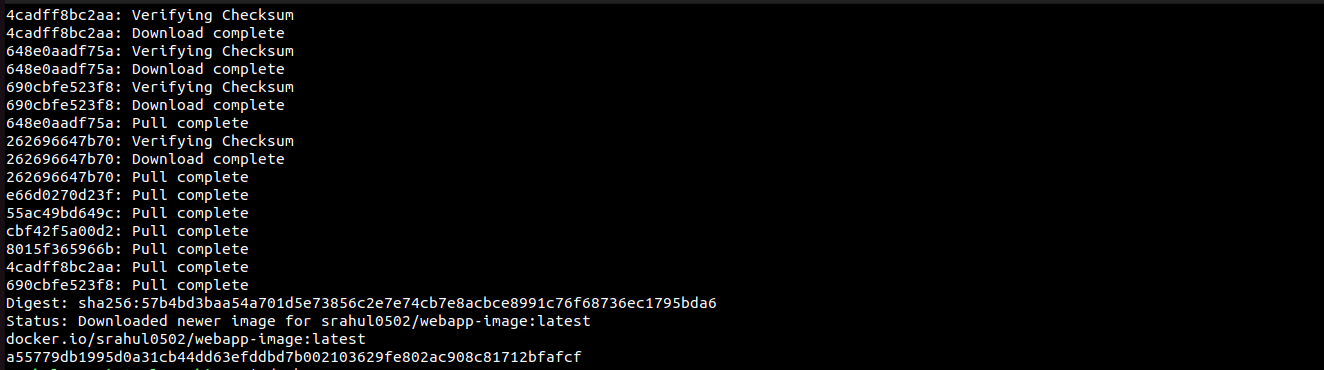 4cadff8bc2aa: Verifying Checksum
4cadff8bc2aa: Download complete
648e0aadf75a: Verifying Checksum
648e0aadf75a: Download complete
690cbfe523f8: Verifying Checksum
690cbfe523f8: Download complete
648e0aadf75a: Pull complete
262696647b70: Verifying Checksum
262696647b70: Download complete
262696647b70: Pull complete
e66d0270d23f: Pull complete
55ac49bd649c: Pull complete
cbf42f5a00d2: Pull complete
8015f365966b: Pull complete
4cadff8bc2aa: Pull complete
690cbfe523f8: Pull complete
Digest: sha256:57b4bd3baa54a701d5e73856c2e7e74cb7e8acbce8991c76f68736ec1795bda6
Status: Downloaded newer image for srahul0502/webapp-image:latest
docker.io/srahul0502/webapp-image:latest
a55779db1995d0a31cb44dd63efddbd7b002103629fe802ac908c81712bfafcf